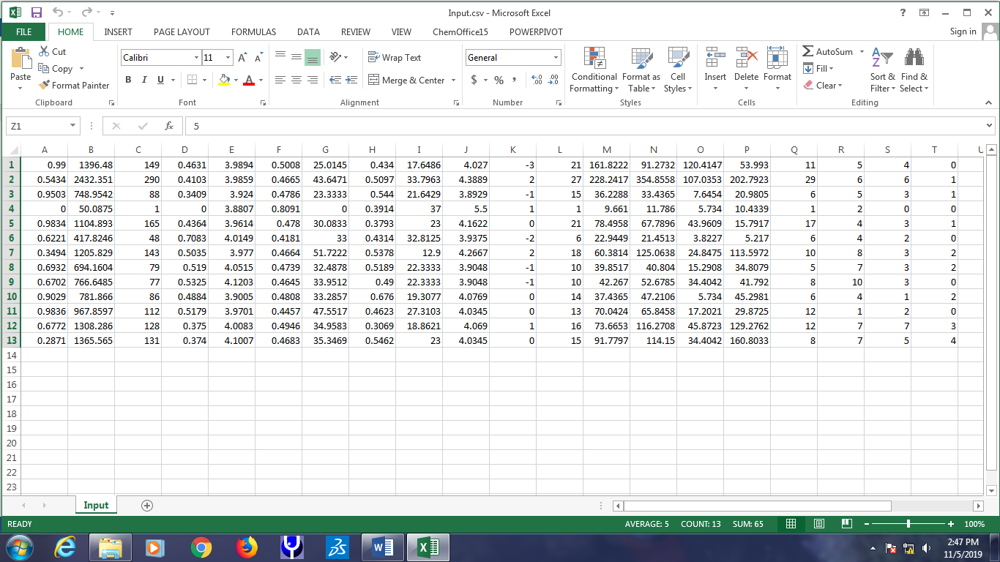 Input.csv - Microsoft Excel
FILE HOME INSERT PAGE LAYOUT FORMULAS DATA REVIEW VIEW ChemOffice15 POWERPIVOT Sign in
Paste Cut Copy Format Painter
Calibri 11
B I U
Wrap Text
Merge & Center
General
$ % ,
Conditional Formatting Format as Table Cell Styles
Insert Delete Format
AutoSum Fill Clear
Sort & Filter Find & Select
Clipboard Font Alignment Number Styles Cells Editing
Z1 fx 5
A B C D E F G H I J K L M N O P Q R S T U
1 0.99 1396.48 149 0.4631 3.9894 0.5008 25.0145 0.434 17.6486 4.027 -3 21 161.8222 91.2732 120.4147 53.993 11 5 4 0
2 0.5434 2432.351 290 0.4103 3.9859 0.4665 43.6471 0.5097 33.7963 4.3889 2 27 228.2417 354.8558 107.0353 202.7923 29 6 6 1
3 0.9503 748.9542 88 0.3409 3.924 0.4786 23.3333 0.544 21.6429 3.8929 -1 15 36.2288 33.4365 7.6454 20.9805 6 5 3 1
4 0 50.0875 1 0 3.8807 0.8091 0 0.3914 37 5.5 1 1 9.661 11.786 5.734 10.4339 1 2 0 0
5 0.9834 1104.893 165 0.4364 3.9614 0.478 30.0833 0.3793 23 4.1622 0 21 78.4958 67.7896 43.9609 15.7917 17 4 3 1
6 0.6221 417.8246 48 0.7083 4.0149 0.4181 33 0.4314 32.8125 3.9375 -2 6 22.9449 21.4513 3.8227 5.217 6 4 2 0
7 0.3494 1205.829 143 0.5035 3.977 0.4664 51.7222 0.5378 12.9 4.2667 2 18 60.3814 125.0638 24.8475 113.5972 10 8 3 2
8 0.6932 694.1604 79 0.519 4.0515 0.4739 32.4878 0.5189 22.3333 3.9048 -1 10 39.8517 40.804 15.2908 34.8079 5 7 3 2
9 0.6702 766.6485 77 0.5325 4.1203 0.4645 33.9512 0.49 22.3333 3.9048 -1 10 42.267 52.6785 34.4042 41.792 8 10 3 0
10 0.9029 781.866 86 0.4884 3.9005 0.4808 33.2857 0.676 19.3077 4.0769 0 14 37.4365 47.2106 5.734 45.2981 6 4 1 2
11 0.9836 967.8597 112 0.5179 3.9701 0.4457 47.5517 0.4623 27.3103 4.0345 0 13 70.0424 65.8458 17.2021 29.8725 12 1 2 0
12 0.6772 1308.286 128 0.375 4.0083 0.4946 34.9583 0.3069 18.8621 4.069 1 16 73.6653 116.2708 45.8723 129.2762 12 7 7 3
13 0.2871 1365.565 131 0.374 4.1007 0.4683 35.3469 0.5462 23 4.0345 0 15 91.7797 114.15 34.4042 160.8033 8 7 5 4
14
15
16
17
18
19
20
21
22
23
Input
READY AVERAGE: 5 COUNT: 13 SUM: 65 100%
2:47 PM
11/5/2019